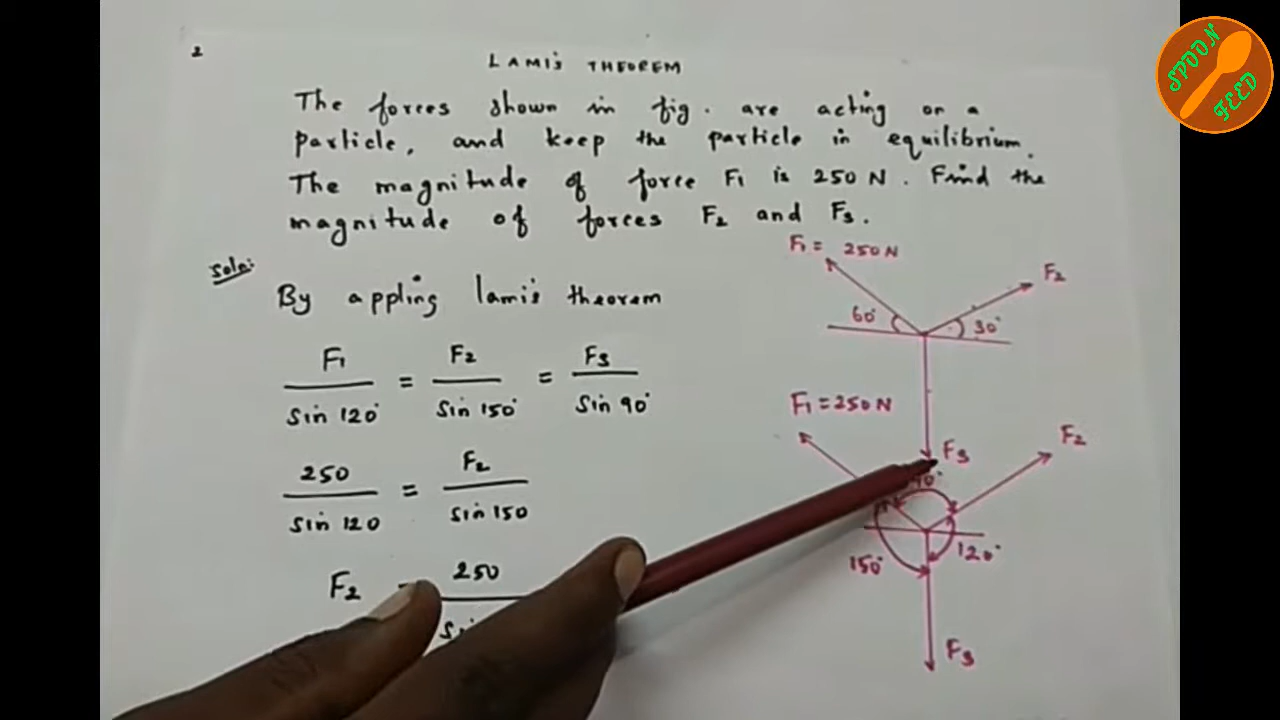 2
LAMI'S THEOREM
SPOON
FEED
The forces shown in fig. are acting on a
particle, and keep the particle in equilibrium.
The magnitude of force F1 is 250 N. Find the
magnitude of forces F2 and F3.
Soln:
By appling lami's theorem
F1 = 250 N
F2
60°
30°
F3
F1 / Sin 120° = F2 / Sin 150° = F3 / Sin 90°
250 / Sin 120 = F2 / Sin 150
F1 = 250 N
F2
90°
150°
120°
F3
F2 = 250